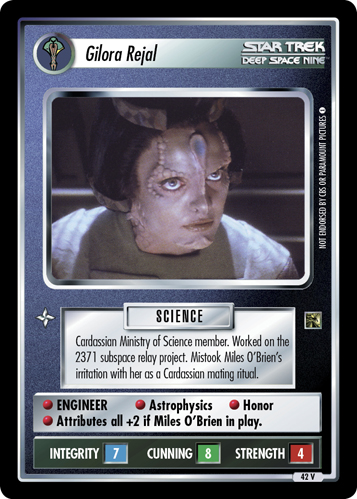 Gilora Rejal
STAR TREK
DEEP SPACE NINE™
NOT ENDORSED BY CBS OR PARAMOUNT PICTURES
SCIENCE
Cardassian Ministry of Science member. Worked on the
2371 subspace relay project. Mistook Miles O'Brien's
irritation with her as a Cardassian mating ritual.
• ENGINEER • Astrophysics • Honor
• Attributes all +2 if Miles O'Brien in play.
INTEGRITY 7 CUNNING 8 STRENGTH 4
42 V